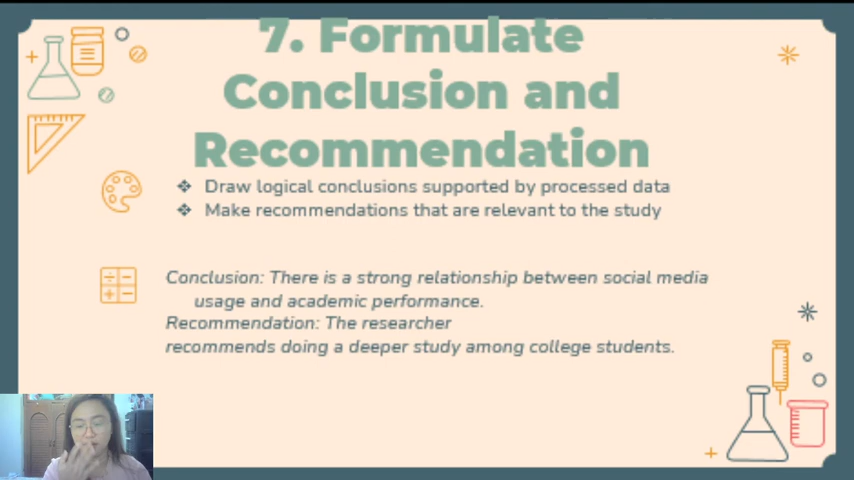 7. Formulate
Conclusion and
Recommendation
❖ Draw logical conclusions supported by processed data
❖ Make recommendations that are relevant to the study
Conclusion: There is a strong relationship between social media
usage and academic performance.
Recommendation: The researcher
recommends doing a deeper study among college students.